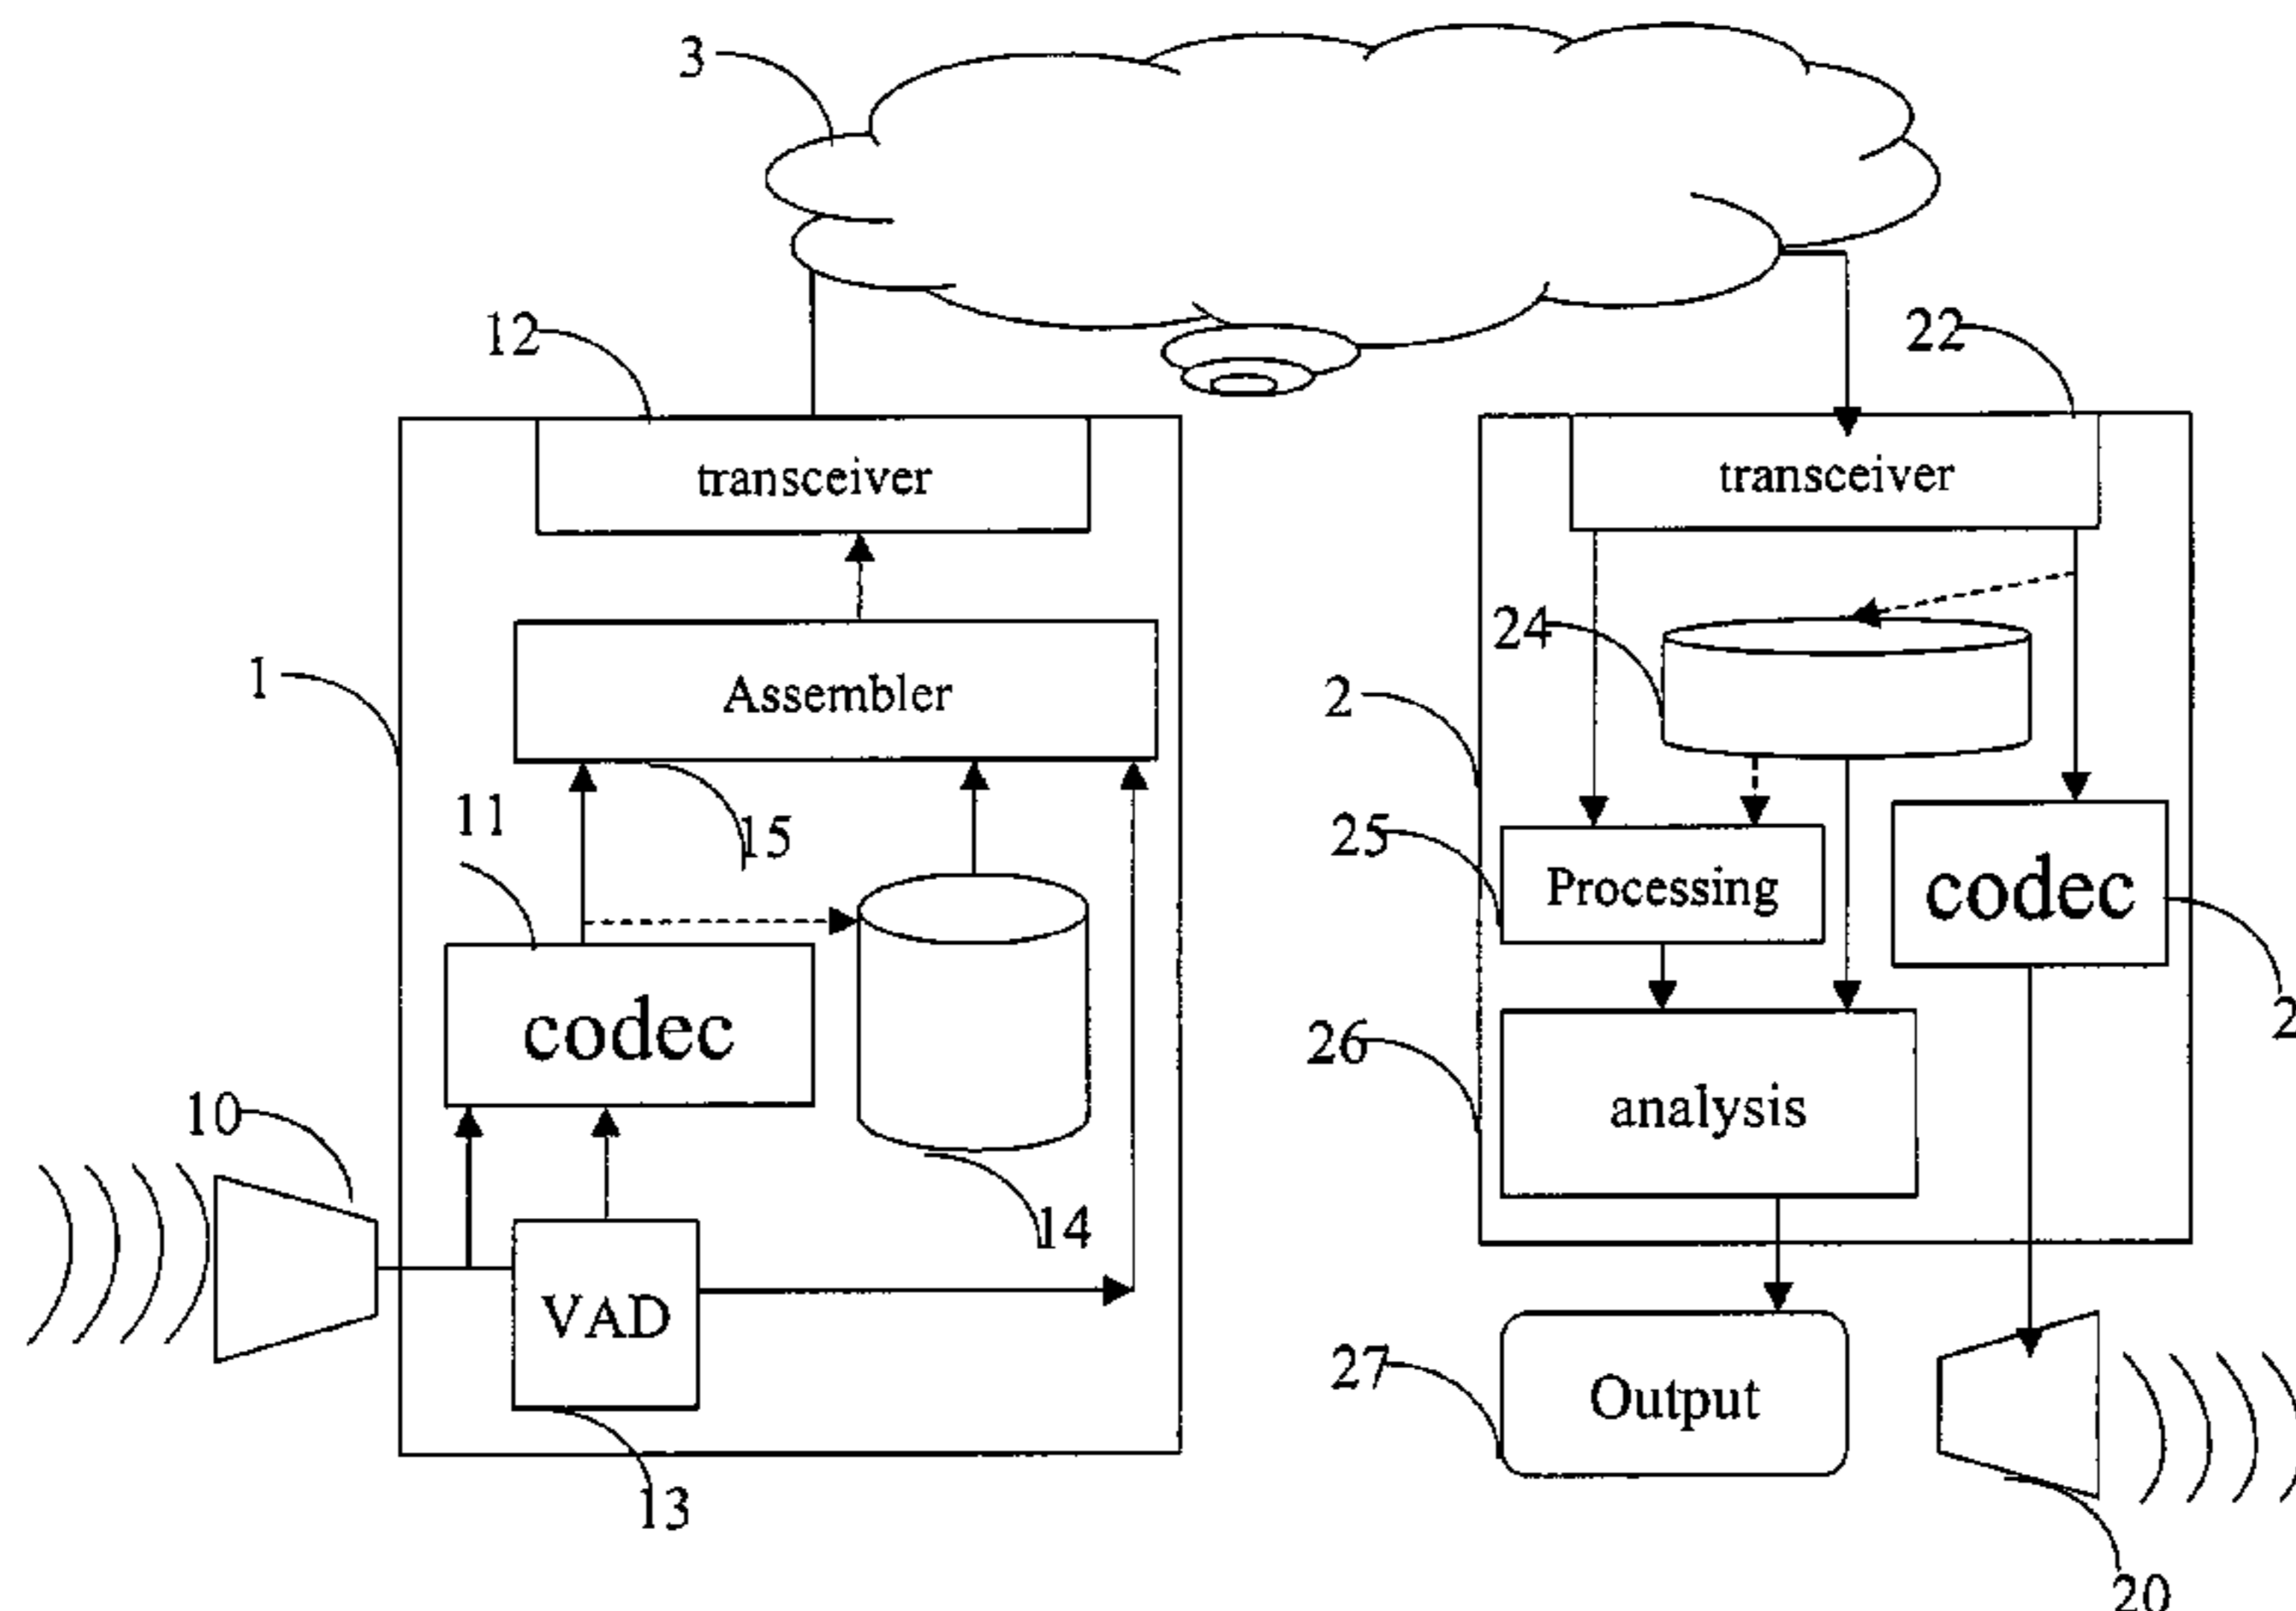 3
12
22
transceiver
transceiver
24
1
2
Assembler
11
15
25
Processing
codec
codec
2
26
10
analysis
14
VAD
27
Output
13
20